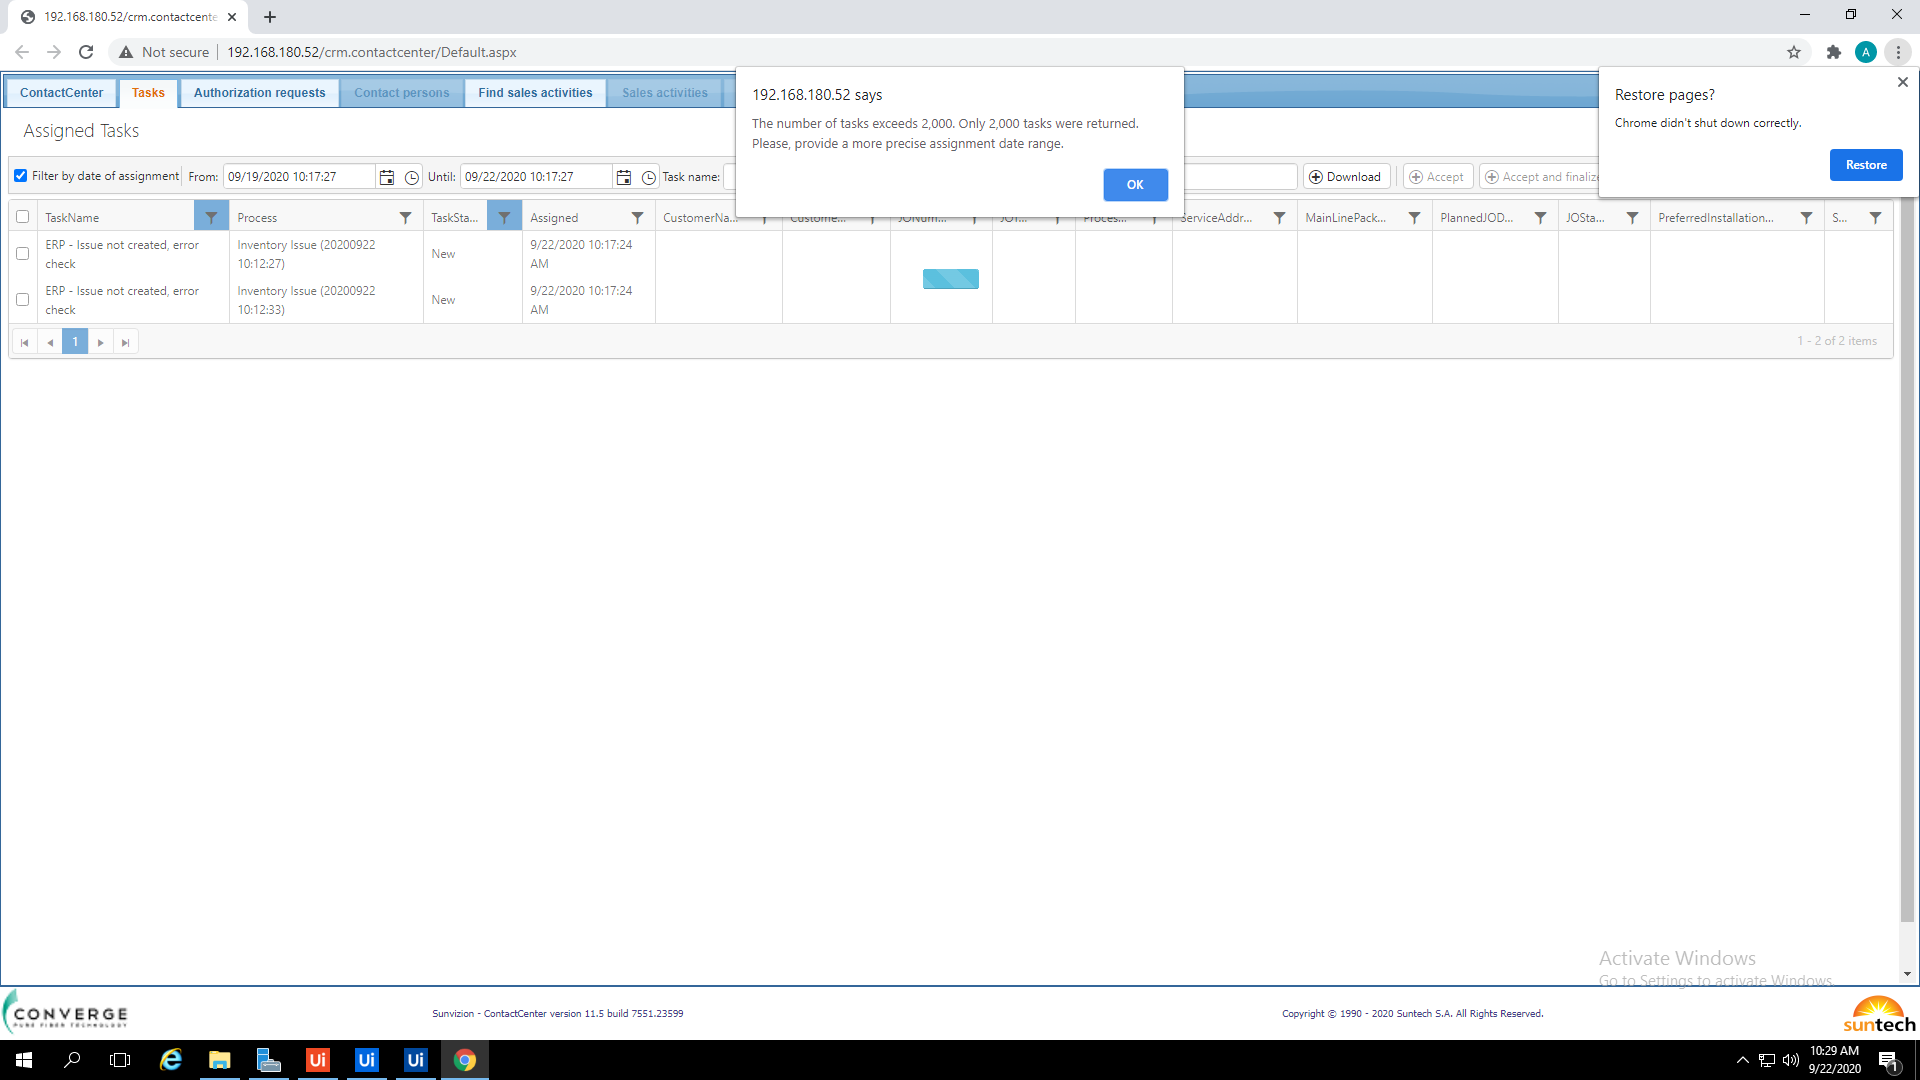 192.168.180.52/crm.contactcente
Not secure
192.168.180.52/crm.contactcenter/Default.aspx
A
ContactCenter
Tasks
Authorization requests
Contact persons
Find sales activities
Sales activities
192.168.180.52 says
The number of tasks exceeds 2,000. Only 2,000 tasks were returned.
Please, provide a more precise assignment date range.
OK
Restore pages?
Chrome didn't shut down correctly.
Restore
Assigned Tasks
Filter by date of assignment
From:
09/19/2020 10:17:27
Until:
09/22/2020 10:17:27
Task name:
Download
Accept
Accept and finalize
TaskName
Process
TaskSta...
Assigned
CustomerNa...
Custome...
JONum...
JOT...
Proces...
ServiceAddr...
MainLinePack...
PlannedJOD...
JOSta...
PreferredInstallation...
S...
ERP - Issue not created, error
check
Inventory Issue (20200922
10:12:27)
New
9/22/2020 10:17:24
AM
ERP - Issue not created, error
check
Inventory Issue (20200922
10:12:33)
New
9/22/2020 10:17:24
AM
1
1 - 2 of 2 items
Activate Windows
Go to Settings to activate Windows.
CONVERGE
PURE FIBER TECHNOLOGY
Sunvizion - ContactCenter version 11.5 build 7551.23599
Copyright © 1990 - 2020 Suntech S.A. All Rights Reserved.
suntech
Ui
Ui
Ui
10:29 AM
9/22/2020
1